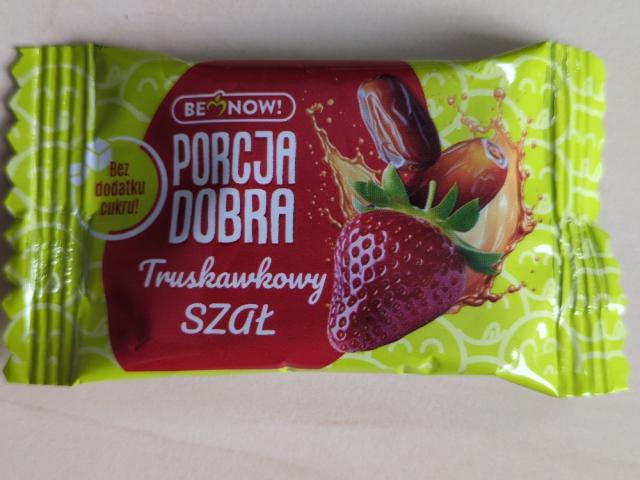 BE NOW!
PORCJA
DOBRA
Truskawkowy
SZAŁ
Bez
dodatku
cukru!